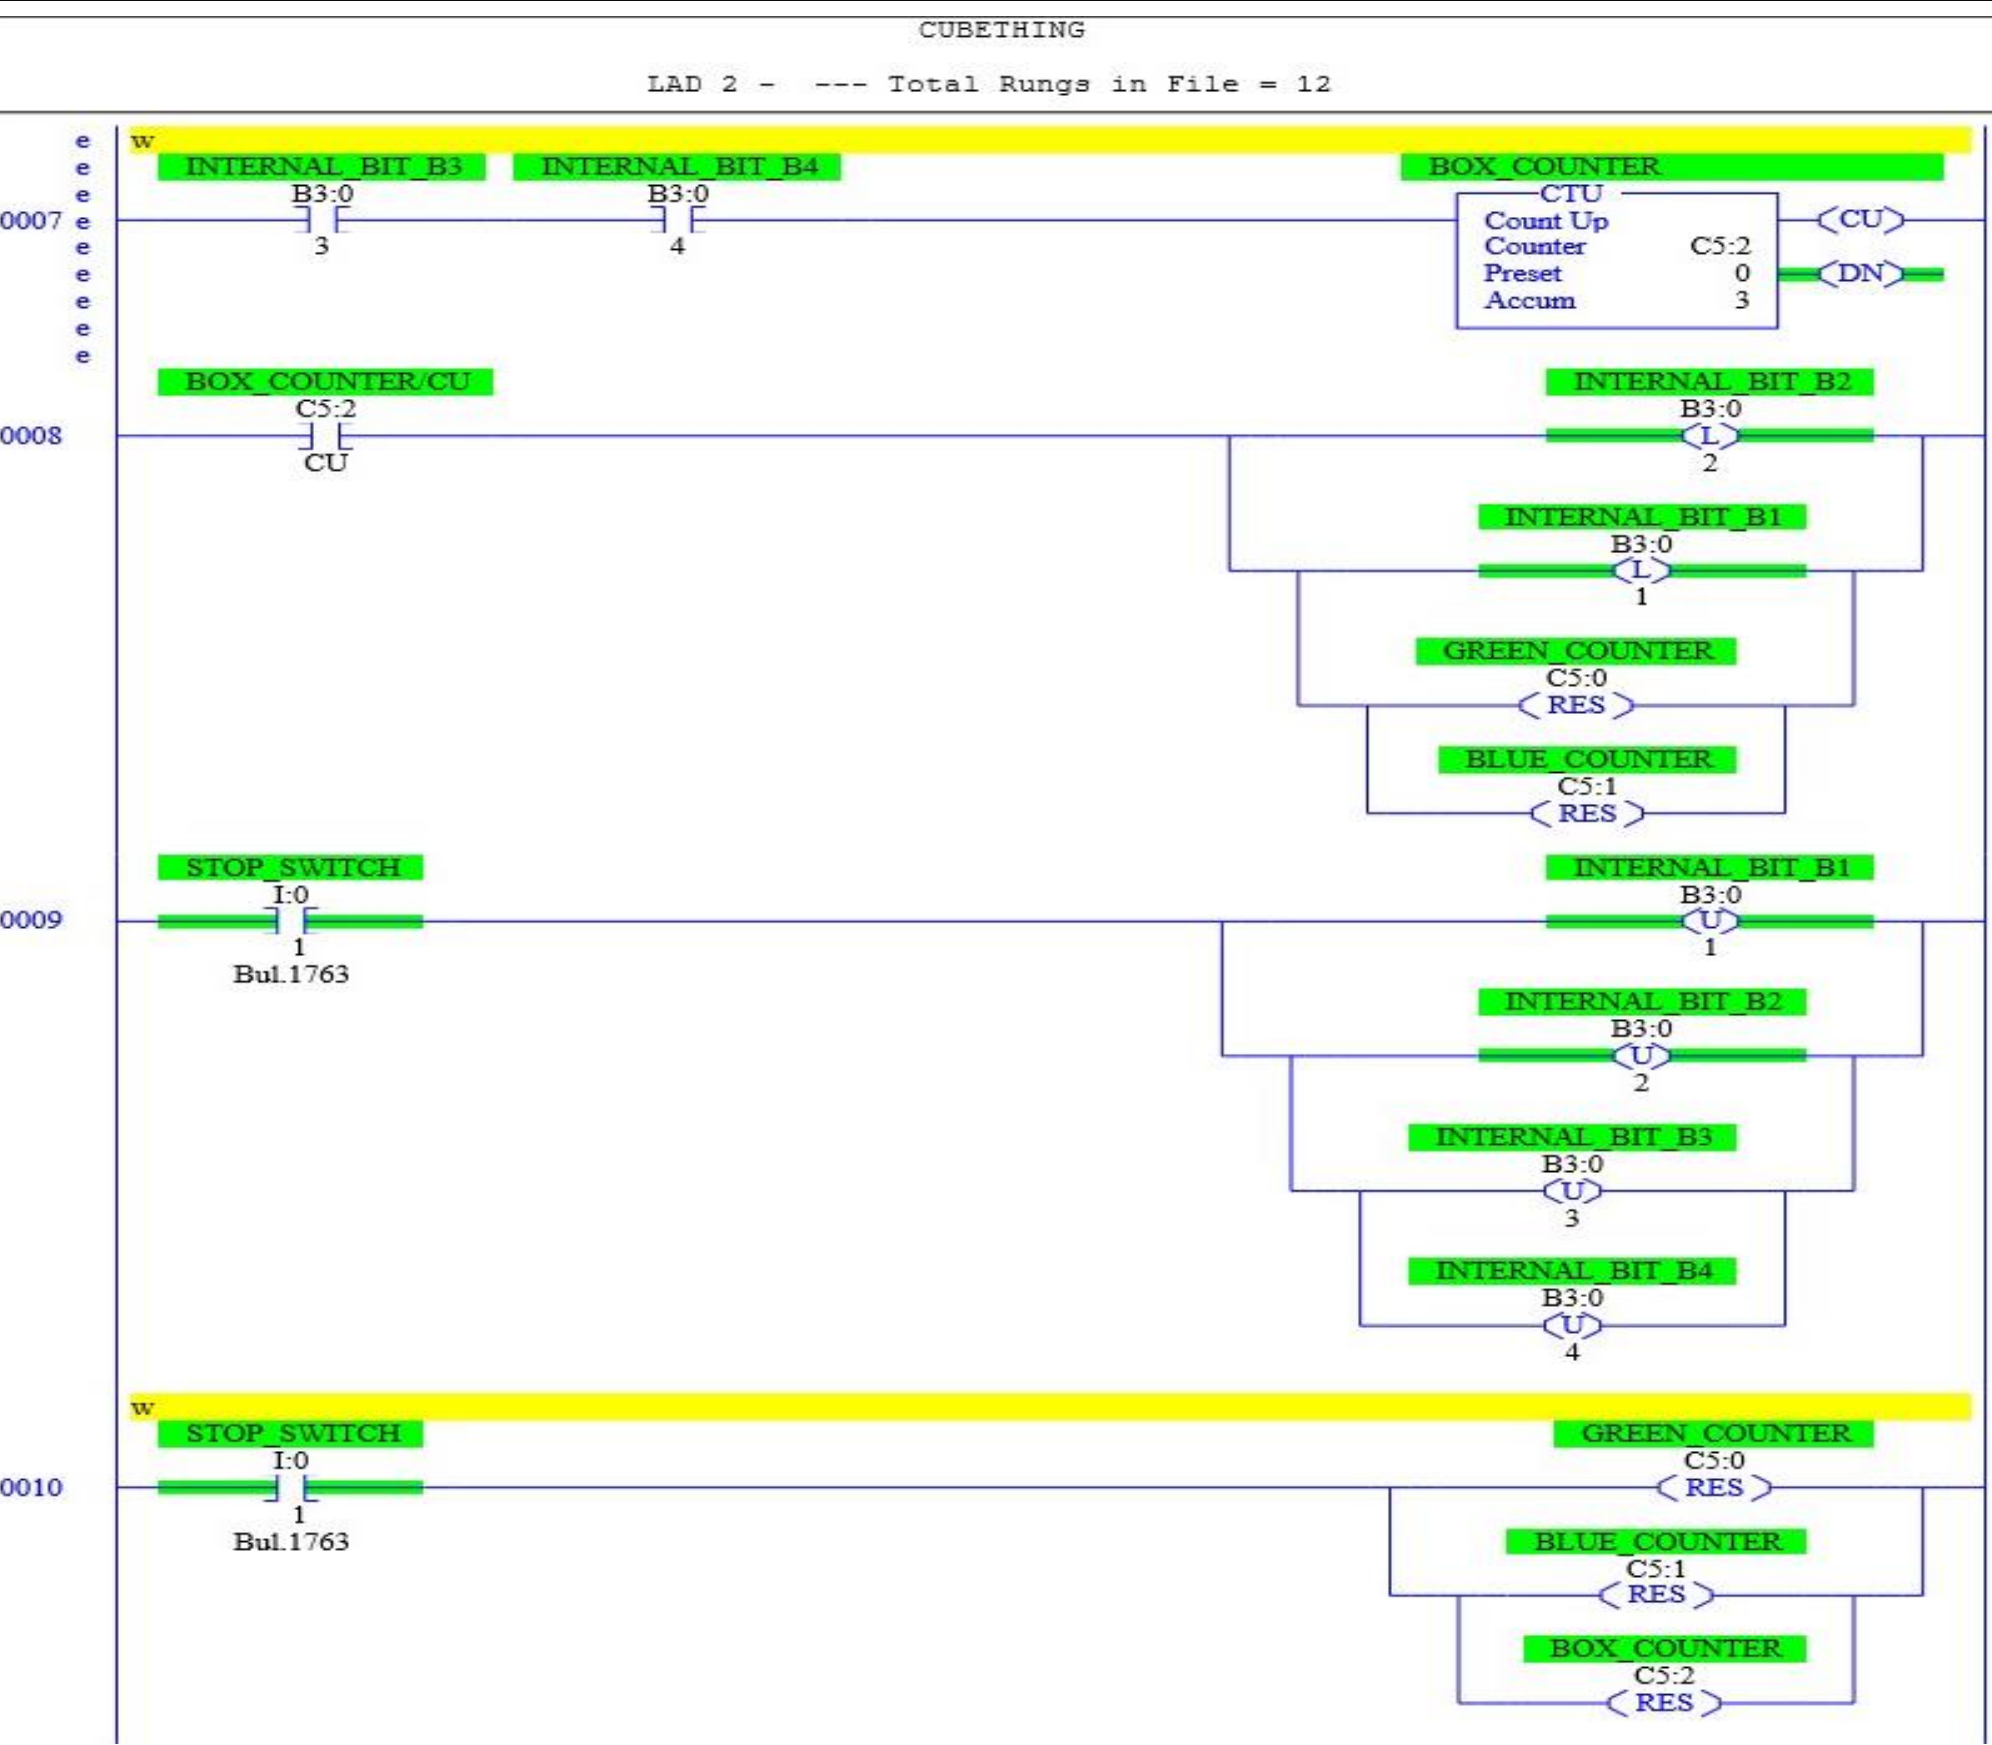 CUBETHING
LAD 2 - --- Total Rungs in File = 12
e
e
e
e
e
e
e
e
e
w
INTERNAL_BIT_B3 INTERNAL_BIT_B4 BOX_COUNTER
B3:0 B3:0 CTU
0007 Count Up CU
3 4 Counter C5:2
Preset 0 DN
Accum 3
BOX_COUNTER/CU INTERNAL_BIT_B2
C5:2 B3:0
0008 L
CU 2
INTERNAL_BIT_B1
B3:0
L
1
GREEN_COUNTER
C5:0
RES
BLUE_COUNTER
C5:1
RES
STOP_SWITCH INTERNAL_BIT_B1
I:0 B3:0
0009 U
1 1
Bul.1763
INTERNAL_BIT_B2
B3:0
U
2
INTERNAL_BIT_B3
B3:0
U
3
INTERNAL_BIT_B4
B3:0
U
4
w
STOP_SWITCH GREEN_COUNTER
I:0 C5:0
0010 RES
1
Bul.1763
BLUE_COUNTER
C5:1
RES
BOX_COUNTER
C5:2
RES